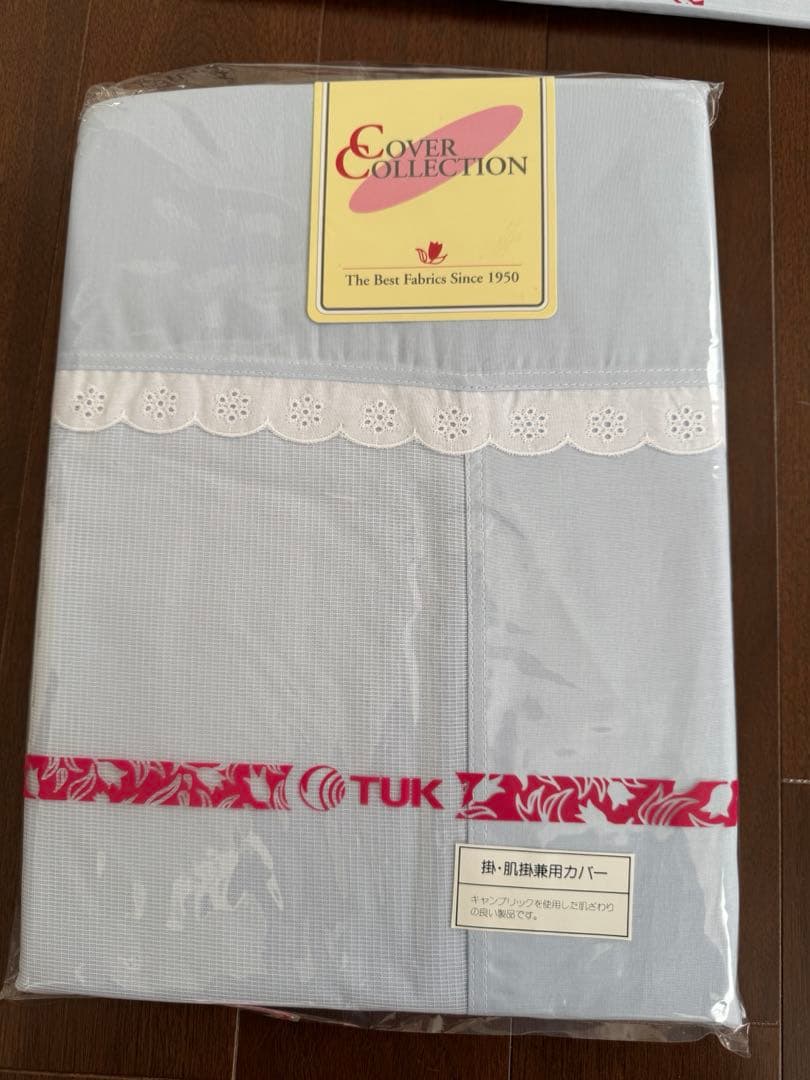 COVER
COLLECTION
The Best Fabrics Since 1950
TUK
掛・肌掛兼用カバー
キャンブリックを使用した肌ざわり
の良い製品です。